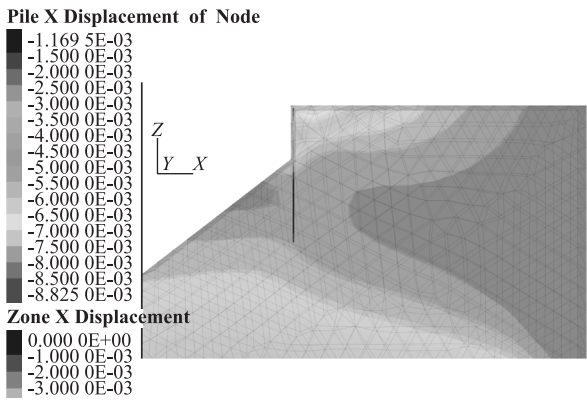 Pile X Displacement of Node
-1.169 5E-03
-1.500 0E-03
-2.000 0E-03
-2.500 0E-03
-3.000 0E-03
-3.500 0E-03
-4.000 0E-03
-4.500 0E-03
-5.000 0E-03
-5.500 0E-03
-6.000 0E-03
-6.500 0E-03
-7.000 0E-03
-7.500 0E-03
-8.000 0E-03
-8.500 0E-03
-8.825 0E-03
Z
Y X
Zone X Displacement
0.000 0E+00
-1.000 0E-03
-2.000 0E-03
-3.000 0E-03